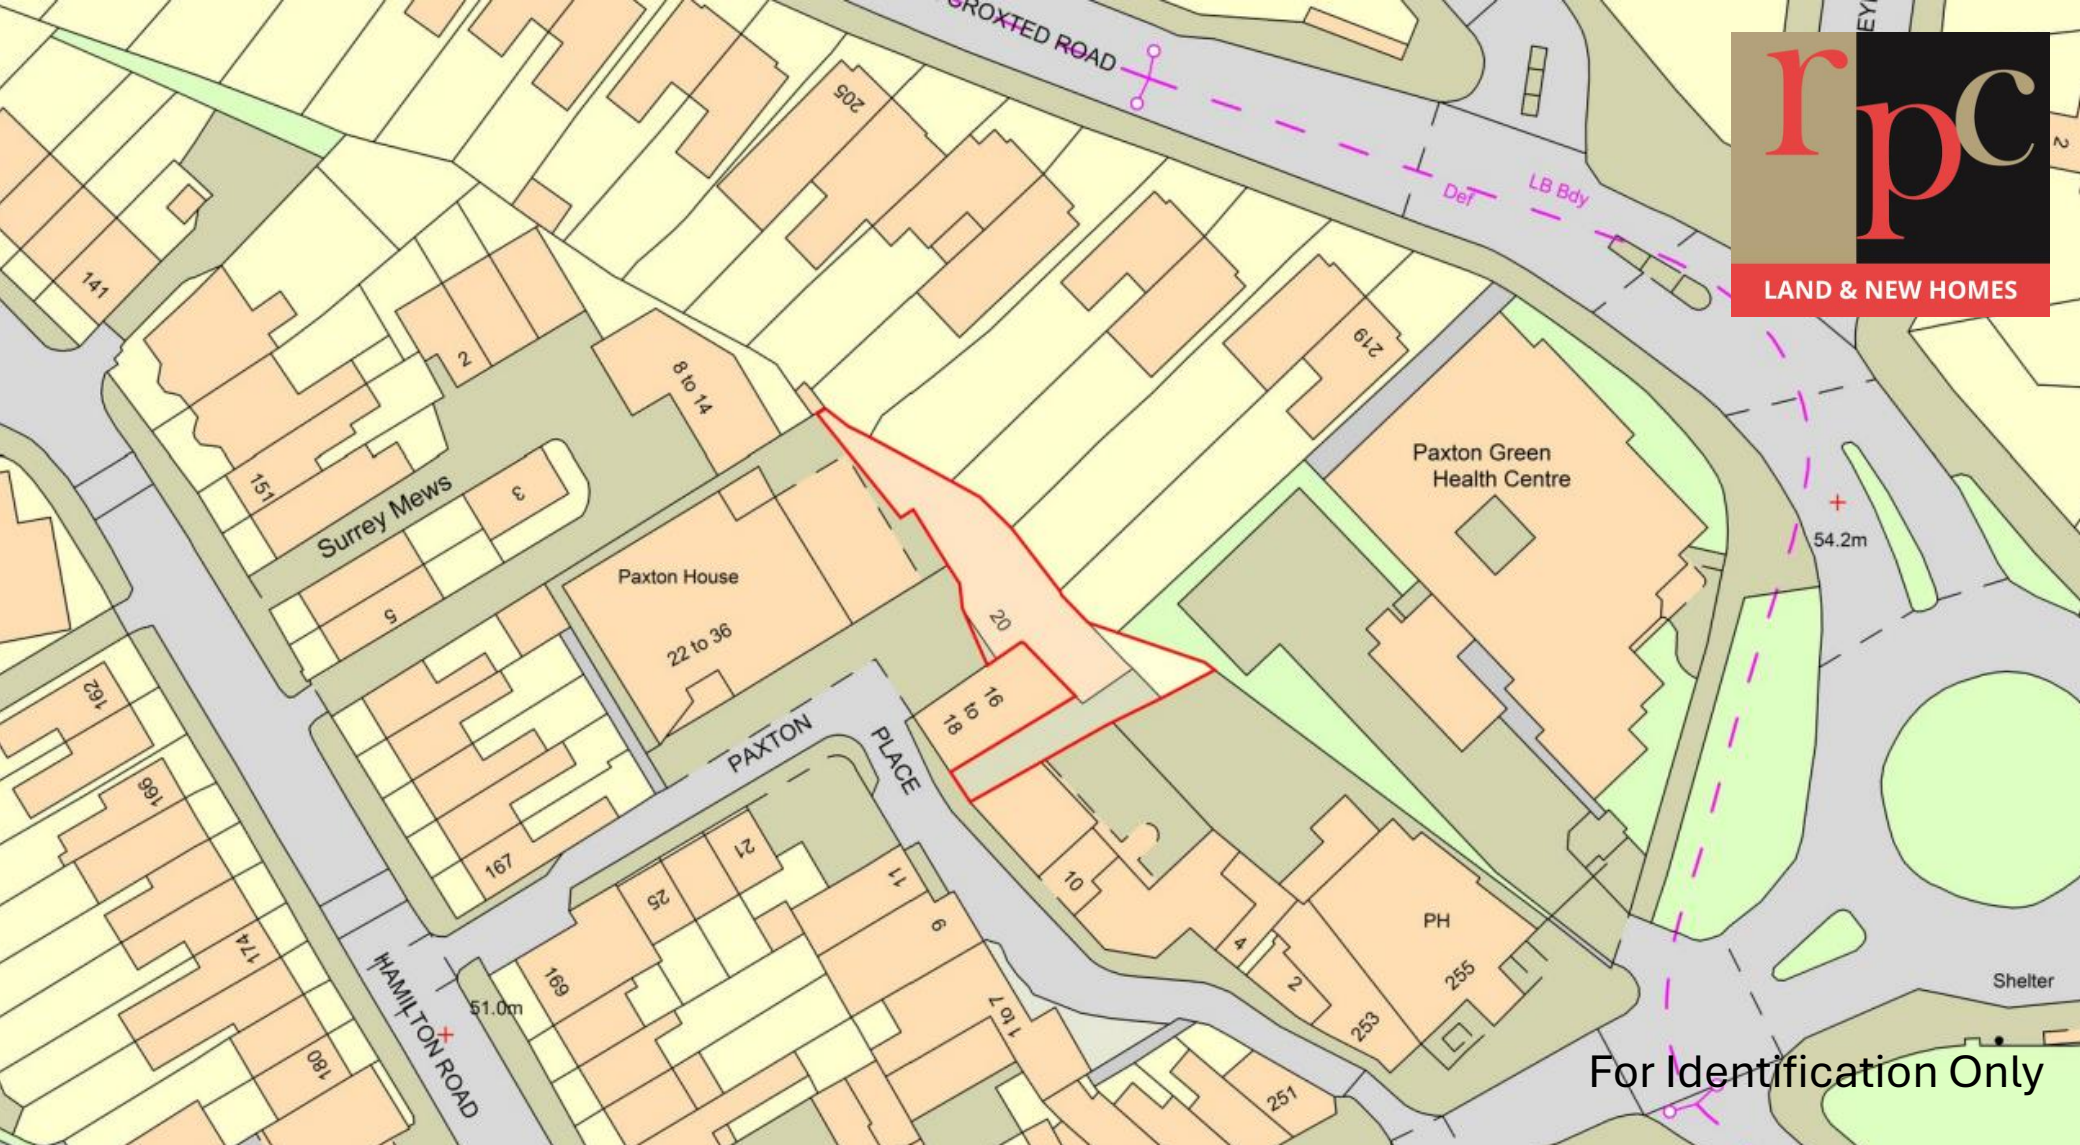 CROXTED ROAD
EY
rpc
LAND & NEW HOMES
205
2
LB Bdy
Def
141
219
2
8 to 14
Paxton Green
Health Centre
151
3
Surrey Mews
54.2m
Paxton House
5
20
22 to 36
162
16
to
18
PAXTON
PLACE
166
21
167
11
10
25
9
PH
174
4
255
169
2
Shelter
HAMILTON ROAD
51.0m
1 to 7
253
180
251
For Identification Only